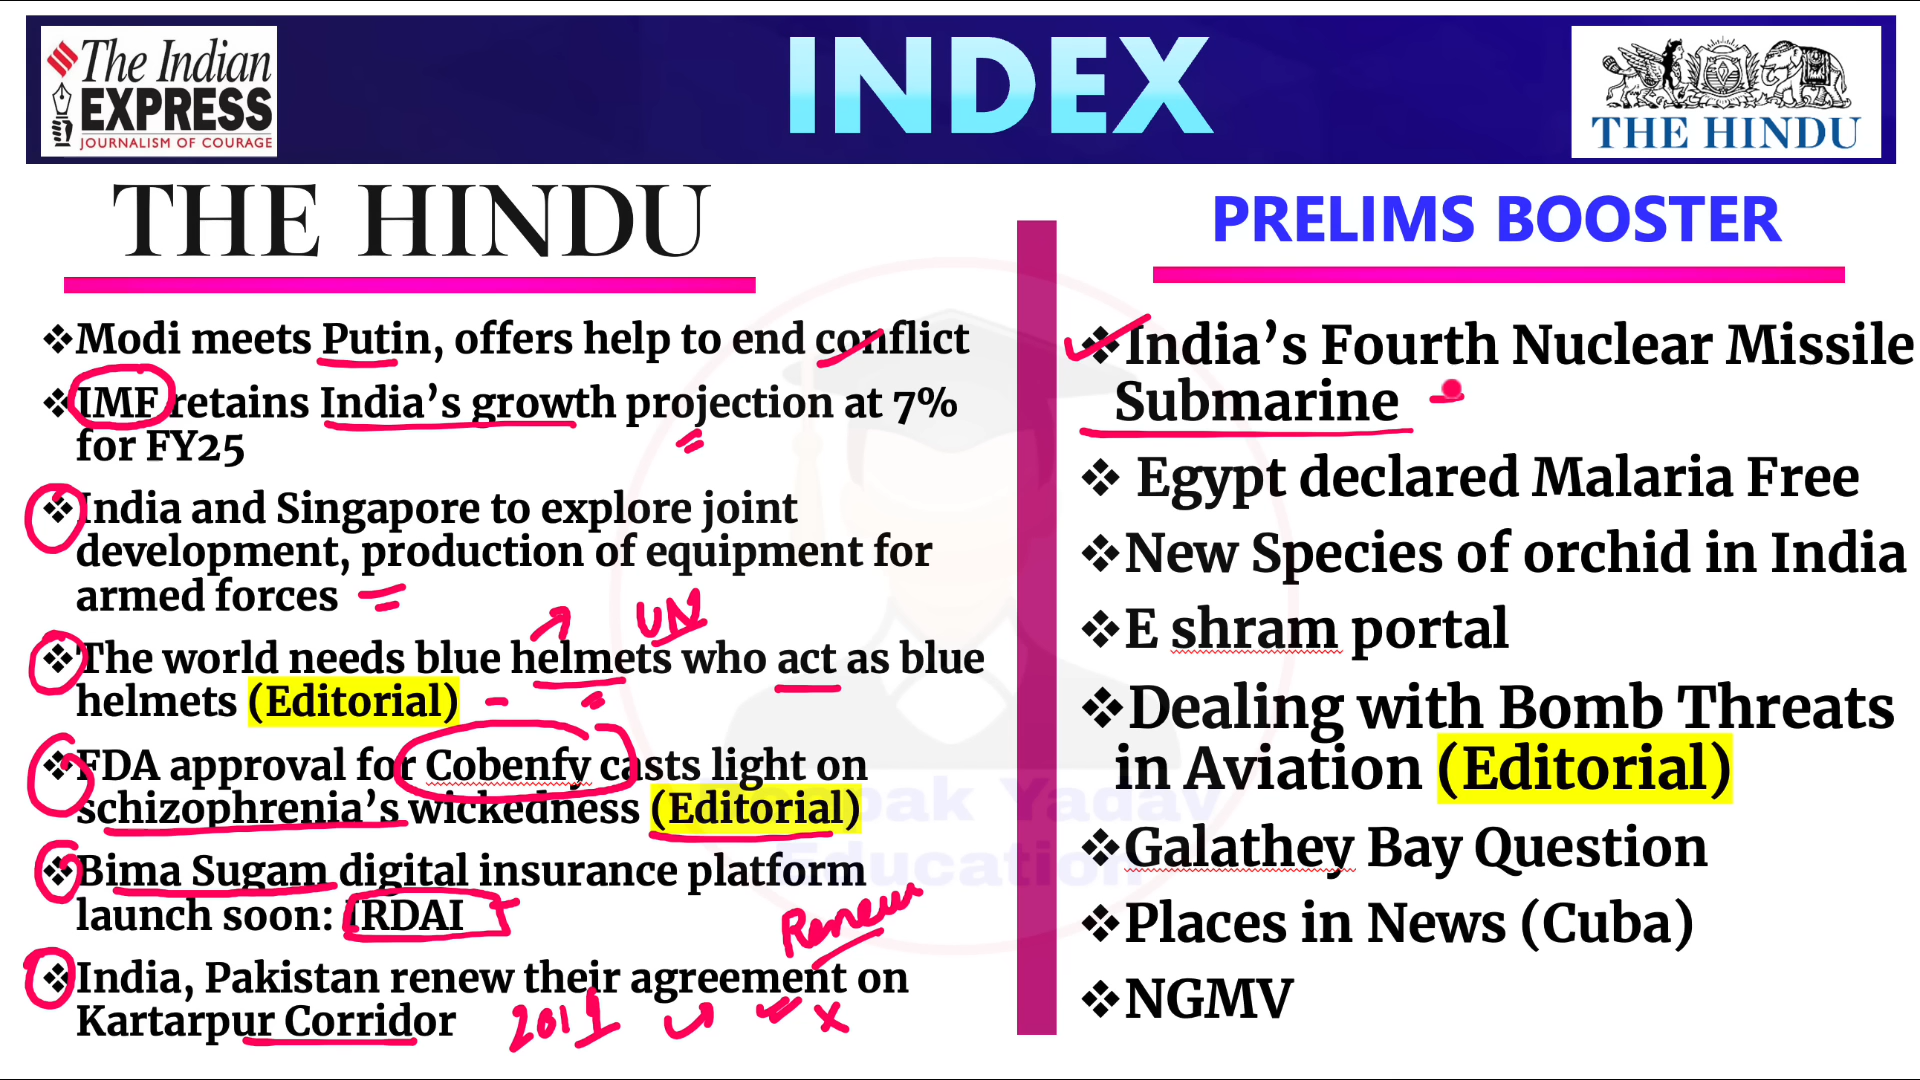 The Indian
EXPRESS
JOURNALISM OF COURAGE
INDEX
THE HINDU
THE HINDU
❖Modi meets Putin, offers help to end conflict
❖IMF retains India's growth projection at 7%
for FY25
❖India and Singapore to explore joint
development, production of equipment for
armed forces
UN
❖The world needs blue helmets who act as blue
helmets (Editorial)
❖FDA approval for Cobenfy casts light on
schizophrenia's wickedness (Editorial)
❖Bima Sugam digital insurance platform
launch soon: IRDAI
Renew
❖India, Pakistan renew their agreement on
Kartarpur Corridor
2019
PRELIMS BOOSTER
❖India's Fourth Nuclear Missile
Submarine
❖ Egypt declared Malaria Free
❖New Species of orchid in India
❖E shram portal
❖Dealing with Bomb Threats
in Aviation (Editorial)
❖Galathey Bay Question
❖Places in News (Cuba)
❖NGMV
Yadav
Education